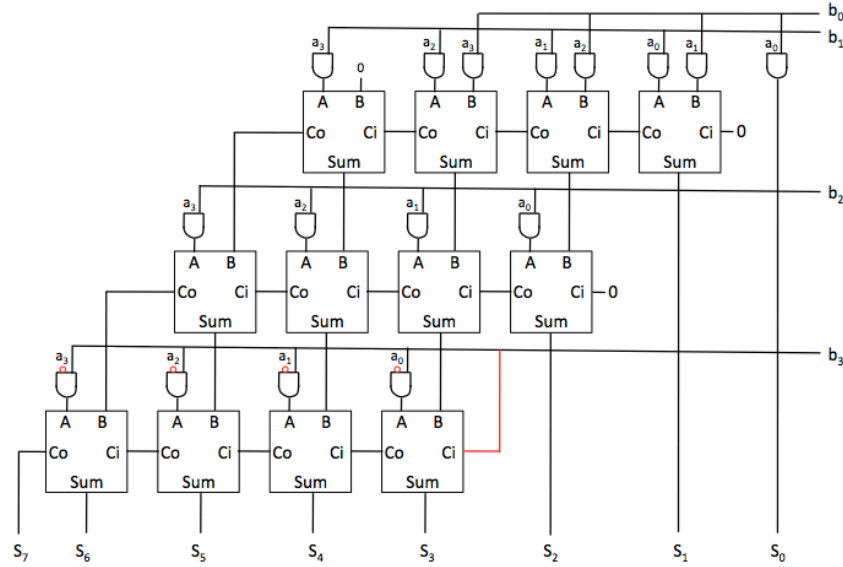 b₀
b₁
a₃ a₂ a₃ a₁ a₂ a₀ a₁ a₀
0
A B A B A B A B
Co Ci Co Ci Co Ci Co Ci 0
Sum Sum Sum Sum
b₂
a₃ a₂ a₁ a₀
A B A B A B A B
Co Ci Co Ci Co Ci Co Ci 0
Sum Sum Sum Sum
b₃
a₃ a₂ a₁ a₀
A B A B A B A B
Co Ci Co Ci Co Ci Co Ci
Sum Sum Sum Sum
S₇ S₆ S₅ S₄ S₃ S₂ S₁ S₀